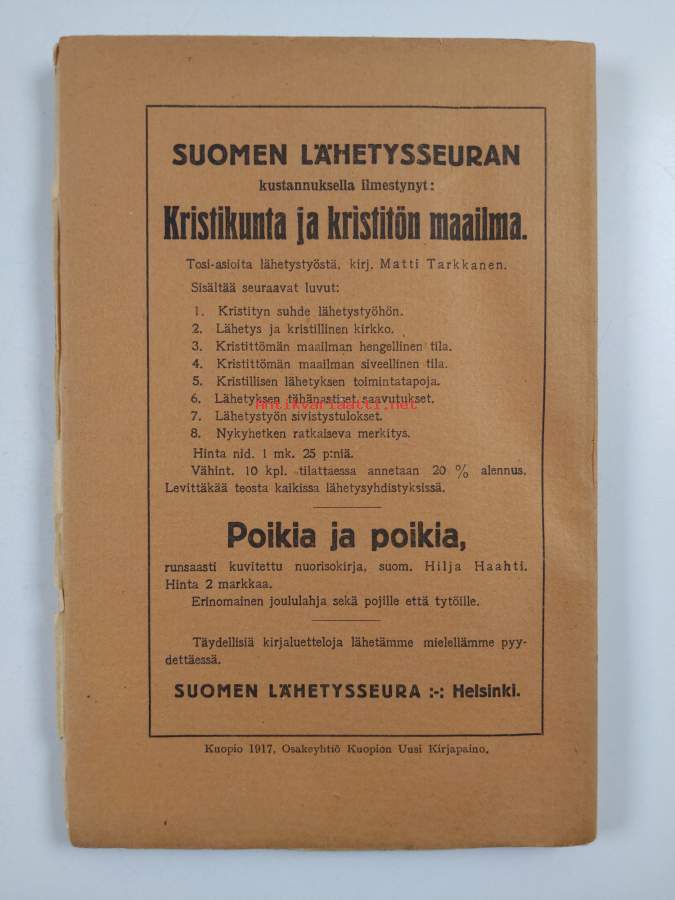 SUOMEN LÄHETYSSEURAN
kustannuksella ilmestynyt:
Kristikunta ja kristitön maailma.
Tosi-asioita lähetystyöstä, kirj. Matti Tarkkanen.
Sisältää seuraavat luvut:
1. Kristityn suhde lähetystyöhön.
2. Lähetys ja kristillinen kirkko.
3. Kristittömän maailman hengellinen tila.
4. Kristittömän maailman siveellinen tila.
5. Kristillisen lähetyksen toimintatapoja.
6. Lähetyksen tähänastiset saavutukset.
Antikvariaatti.net
7. Lähetystyön sivistystulokset.
8. Nykyhetken ratkaiseva merkitys.
Hinta nid. 1 mk. 25 p:niä.
Vähint. 10 kpl. tilattaessa annetaan 20 % alennus.
Levittäkää teosta kaikissa lähetysyhdistyksissä.
Poikia ja poikia,
runsaasti kuvitettu nuorisokirja, suom. Hilja Haahti.
Hinta 2 markkaa.
Erinomainen joululahja sekä pojille että tytöille.
Täydellisiä kirjaluetteloja lähetämme mielellämme pyy-
dettäessä.
SUOMEN LÄHETYSSEURA :-: Helsinki.
Kuopio 1917, Osakeyhtiö Kuopion Uusi Kirjapaino.